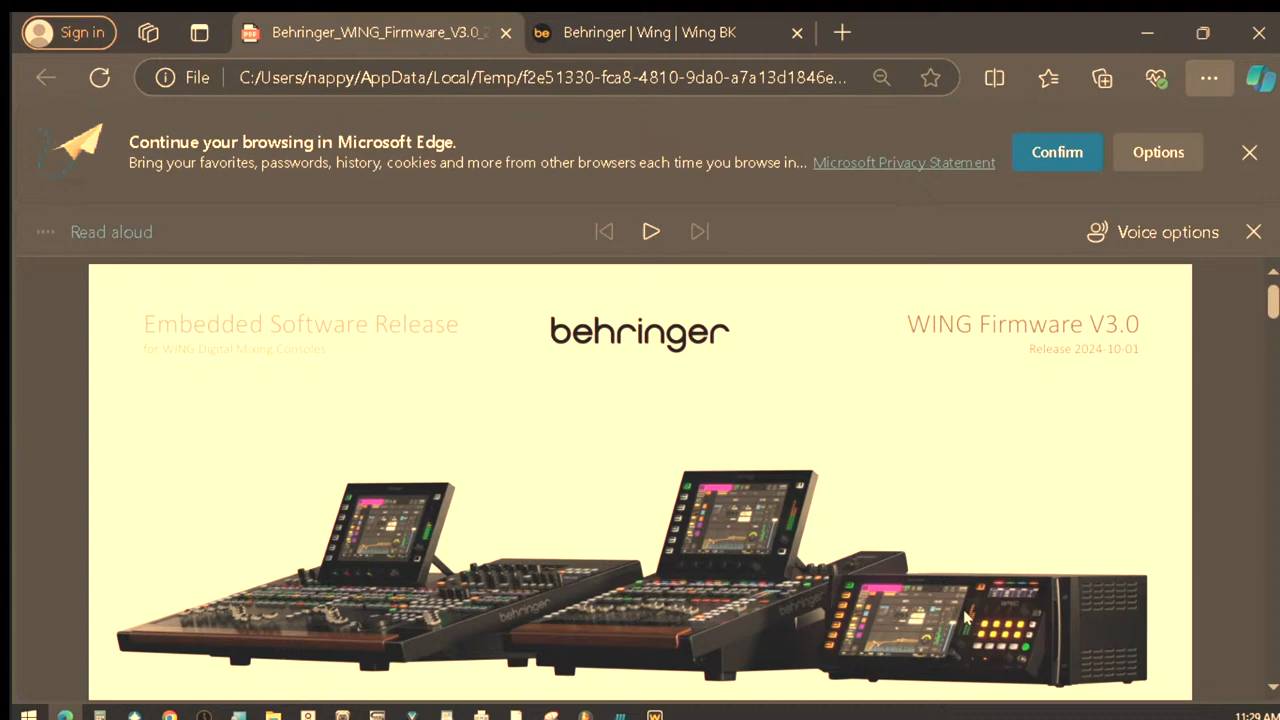 Sign in
Behringer_WING_Firmware_V3.0_
Behringer | Wing | Wing BK
File
C:/Users/nappy/AppData/Local/Temp/f2e51330-fca8-4810-9da0-a7a13d1846e...
Continue your browsing in Microsoft Edge.
Bring your favorites, passwords, history, cookies and more from other browsers each time you browse in... Microsoft Privacy Statement
Confirm
Options
Read aloud
Voice options
Embedded Software Release
for WING Digital Mixing Consoles
behringer
WING Firmware V3.0
Release 2024-10-01
behringer
behringer
11:29 AM